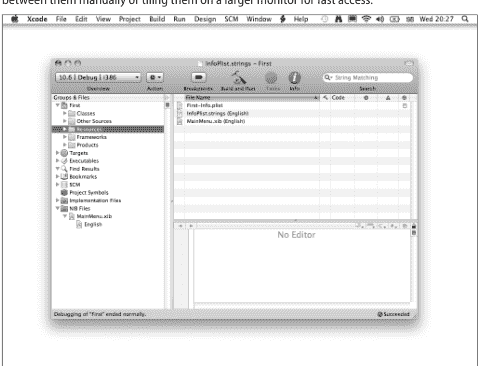 between them manually or tiling them on a larger monitor for fast access.
Xcode File Edit View Project Build Run Design SCM Window Help Wed 20:27
InfoPlist.strings – First
10.6 | Debug | i386
String Matching
Overview Action Breakpoints Build and Run Tasks Info Search
Groups & Files
File Name Code
First
First-Info.plist
Classes
InfoPlist.strings (English)
Other Sources
MainMenu.xib (English)
Resources
Frameworks
Products
Targets
Executables
Find Results
Bookmarks
SCM
Project Symbols
Implementation Files
NIB Files
MainMenu.xib
English
No Editor
Debugging of "First" ended normally.
Succeeded